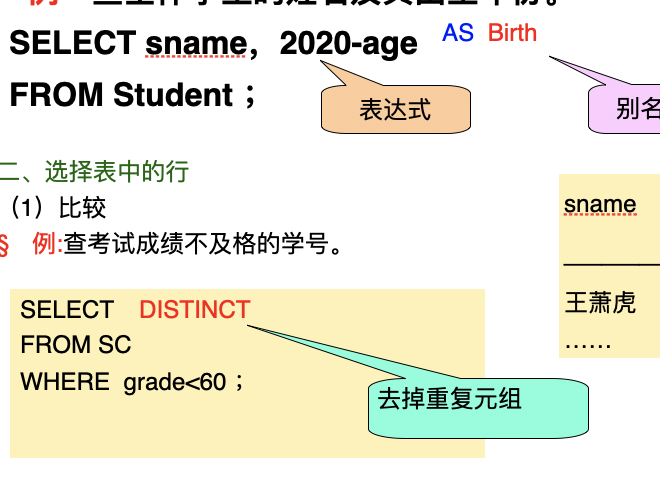 SELECT sname，2020-age AS Birth
FROM Student；
表达式
别名
二、选择表中的行
（1）比较
§ 例:查考试成绩不及格的学号。
sname
王萧虎
……
SELECT DISTINCT
FROM SC
WHERE grade<60；
去掉重复元组